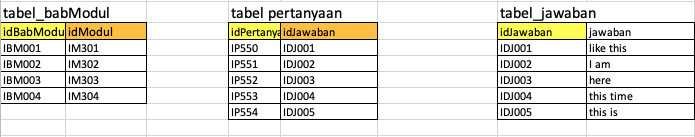 tabel_babModul tabel pertanyaan tabel_jawaban
idBabModu idModul idPertanya idJawaban idJawaban jawaban
IBM001 IM301 IP550 IDJ001 IDJ001 like this
IBM002 IM302 IP551 IDJ002 IDJ002 I am
IBM003 IM303 IP552 IDJ003 IDJ003 here
IBM004 IM304 IP553 IDJ004 IDJ004 this time
IP554 IDJ005 IDJ005 this is